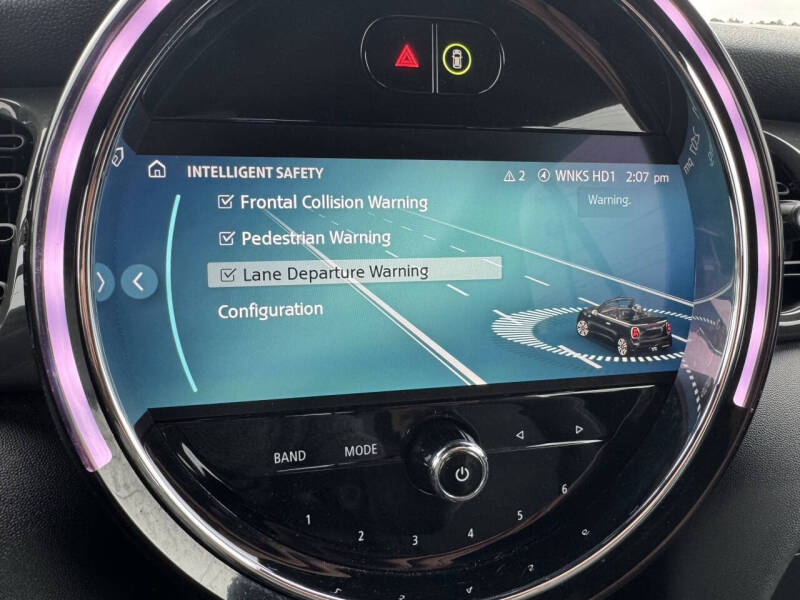 INTELLIGENT SAFETY ⚠ 2 WNKS HD1 2:07 pm
Frontal Collision Warning
Warning.
Pedestrian Warning
Lane Departure Warning
Configuration
BAND MODE
1 2 3 4 5 6